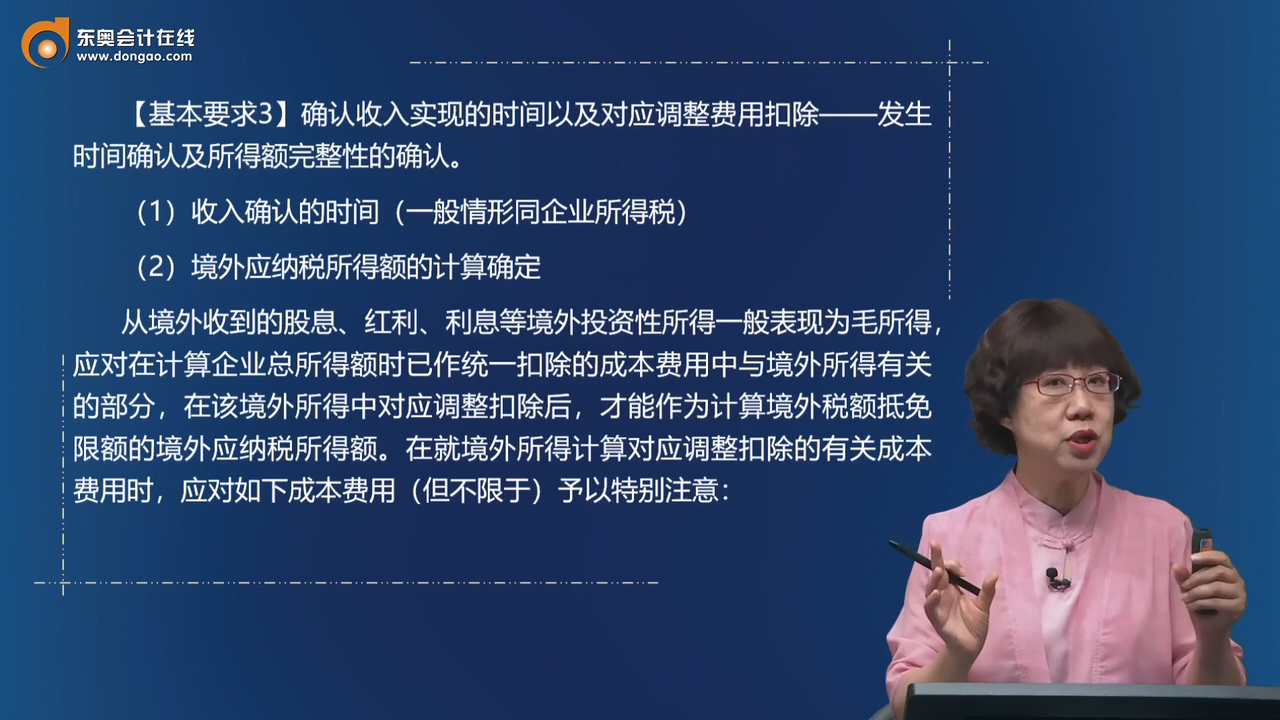 东奥会计在线
www.dongao.com
【基本要求3】确认收入实现的时间以及对应调整费用扣除——发生
时间确认及所得额完整性的确认。
（1）收入确认的时间（一般情形同企业所得税）
（2）境外应纳税所得额的计算确定
从境外收到的股息、红利、利息等境外投资性所得一般表现为毛所得，
应对在计算企业总所得额时已作统一扣除的成本费用中与境外所得有关
的部分，在该境外所得中对应调整扣除后，才能作为计算境外税额抵免
限额的境外应纳税所得额。在就境外所得计算对应调整扣除的有关成本
费用时，应对如下成本费用（但不限于）予以特别注意：